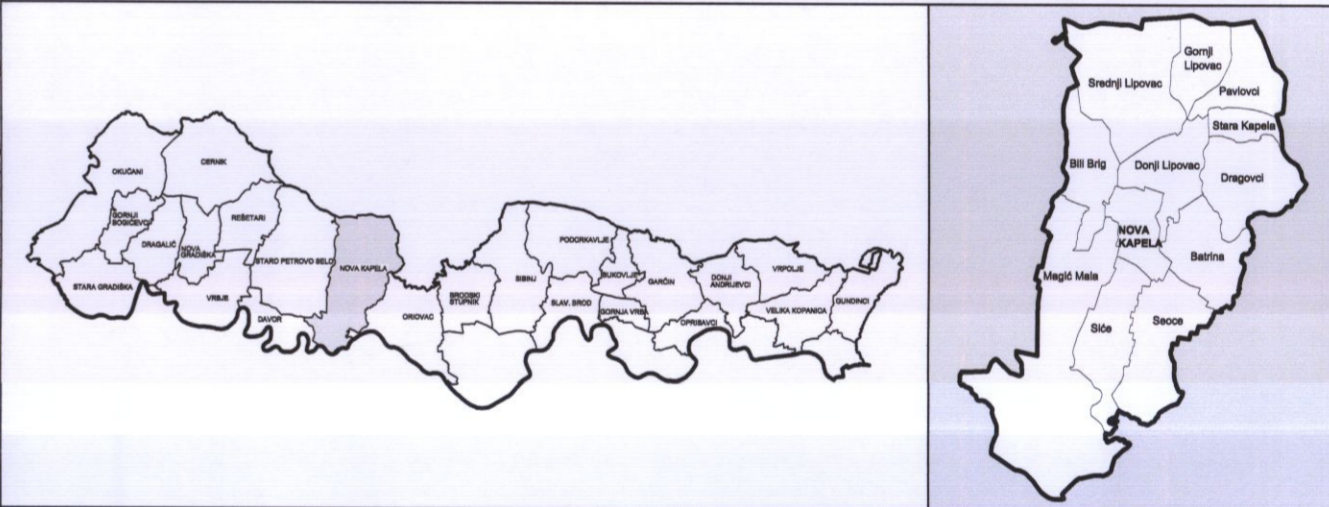 OKUČANI
CERNIK
GORNJI
BOGIĆEVCI
REŠETARI
DRAGALIĆ
NOVA
GRADIŠKA
STARO PETROVO SELO
NOVA KAPELA
STARA GRADIŠKA
VRBJE
DAVOR
ORIOVAC
BRODSKI
STUPNIK
SIBINJ
PODCRKAVLJE
BUKOVLJE
GARČIN
SLAV. BROD
GORNJA VRBA
DONJI
ANDRIJEVCI
VRPOLJE
OPRISAVCI
VELIKA KOPANICA
GUNDINCI
Gornji
Lipovac
Srednji Lipovac
Pavlovci
Stara Kapela
Bili Brig
Donji Lipovac
Dragovci
NOVA
KAPELA
Batrina
Magić Mala
Siče
Seoce